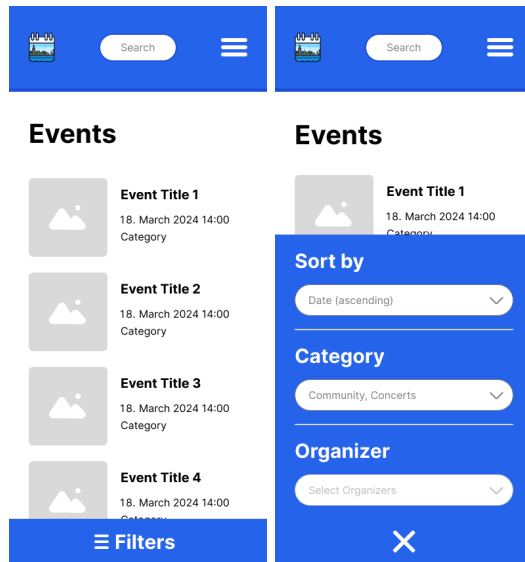 Search
Events
Event Title 1
18. March 2024 14:00
Category
Event Title 2
18. March 2024 14:00
Category
Event Title 3
18. March 2024 14:00
Category
Event Title 4
18. March 2024 14:00
Category
☰ Filters
Search
Events
Event Title 1
18. March 2024 14:00
Category
Sort by
Date (ascending)
Category
Community, Concerts
Organizer
Select Organizers